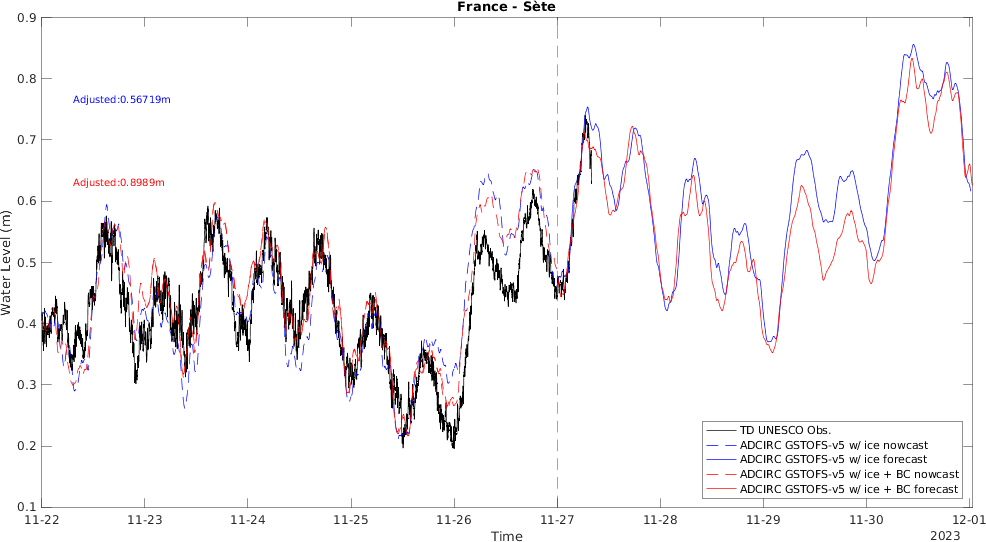 France - Sète
0.9
0.8
0.7
0.6
0.5
0.4
0.3
0.2
0.1
Water Level (m)
Adjusted:0.56719m
Adjusted:0.8989m
TD UNESCO Obs.
ADCIRC GSTOFS-v5 w/ ice nowcast
ADCIRC GSTOFS-v5 w/ ice forecast
ADCIRC GSTOFS-v5 w/ ice + BC nowcast
ADCIRC GSTOFS-v5 w/ ice + BC forecast
11-22 11-23 11-24 11-25 11-26 11-27 11-28 11-29 11-30 12-01
Time
2023